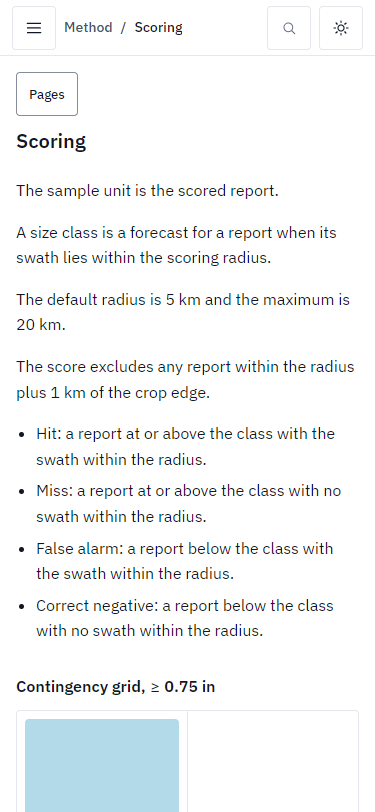 Method / Scoring
Pages
Scoring
The sample unit is the scored report.
A size class is a forecast for a report when its
swath lies within the scoring radius.
The default radius is 5 km and the maximum is
20 km.
The score excludes any report within the radius
plus 1 km of the crop edge.
• Hit: a report at or above the class with the
swath within the radius.
• Miss: a report at or above the class with no
swath within the radius.
• False alarm: a report below the class with
the swath within the radius.
• Correct negative: a report below the class
with no swath within the radius.
Contingency grid, ≥ 0.75 in